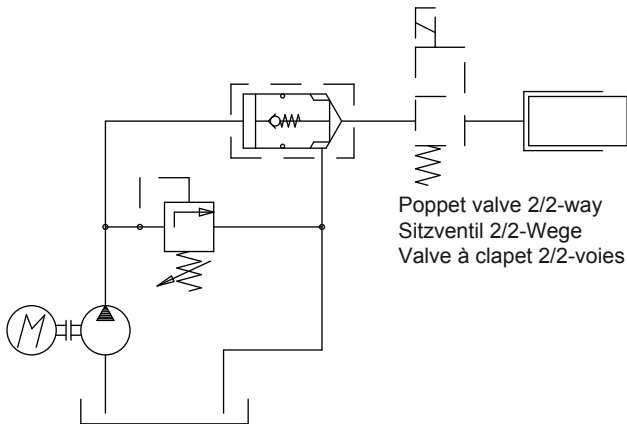 M
Poppet valve 2/2-way
Sitzventil 2/2-Wege
Valve à clapet 2/2-voies